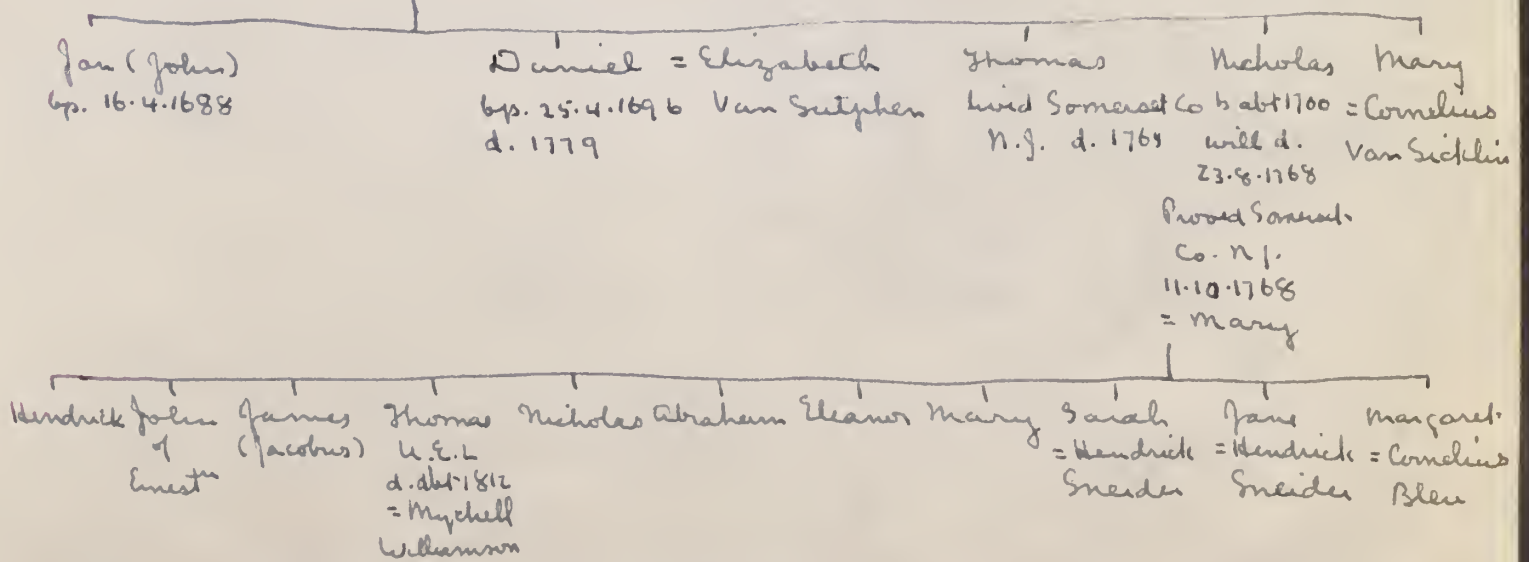 Jan (John)
bp. 16.4.1688
Daniel = Elizabeth
bp. 25.4.1696 Van Sutphen
d. 1779
Thomas
lived Somerset Co
N.J. d. 1765
Nicholas
b abt 1700
will d.
23.8.1768
Proved Somerset
Co. N J.
11.10.1768
= Mary
Mary
= Cornelius
Van Sicklin
Hendrick
John
of
Ernest
James
(Jacobus)
Thomas
U.E.L
d. abt 1812
= Mychell
Williamson
Nicholas
Abraham
Eleanor
Mary
Sarah
= Hendrick
Sneider
Jane
= Hendrick
Sneider
Margaret
= Cornelius
Bleu